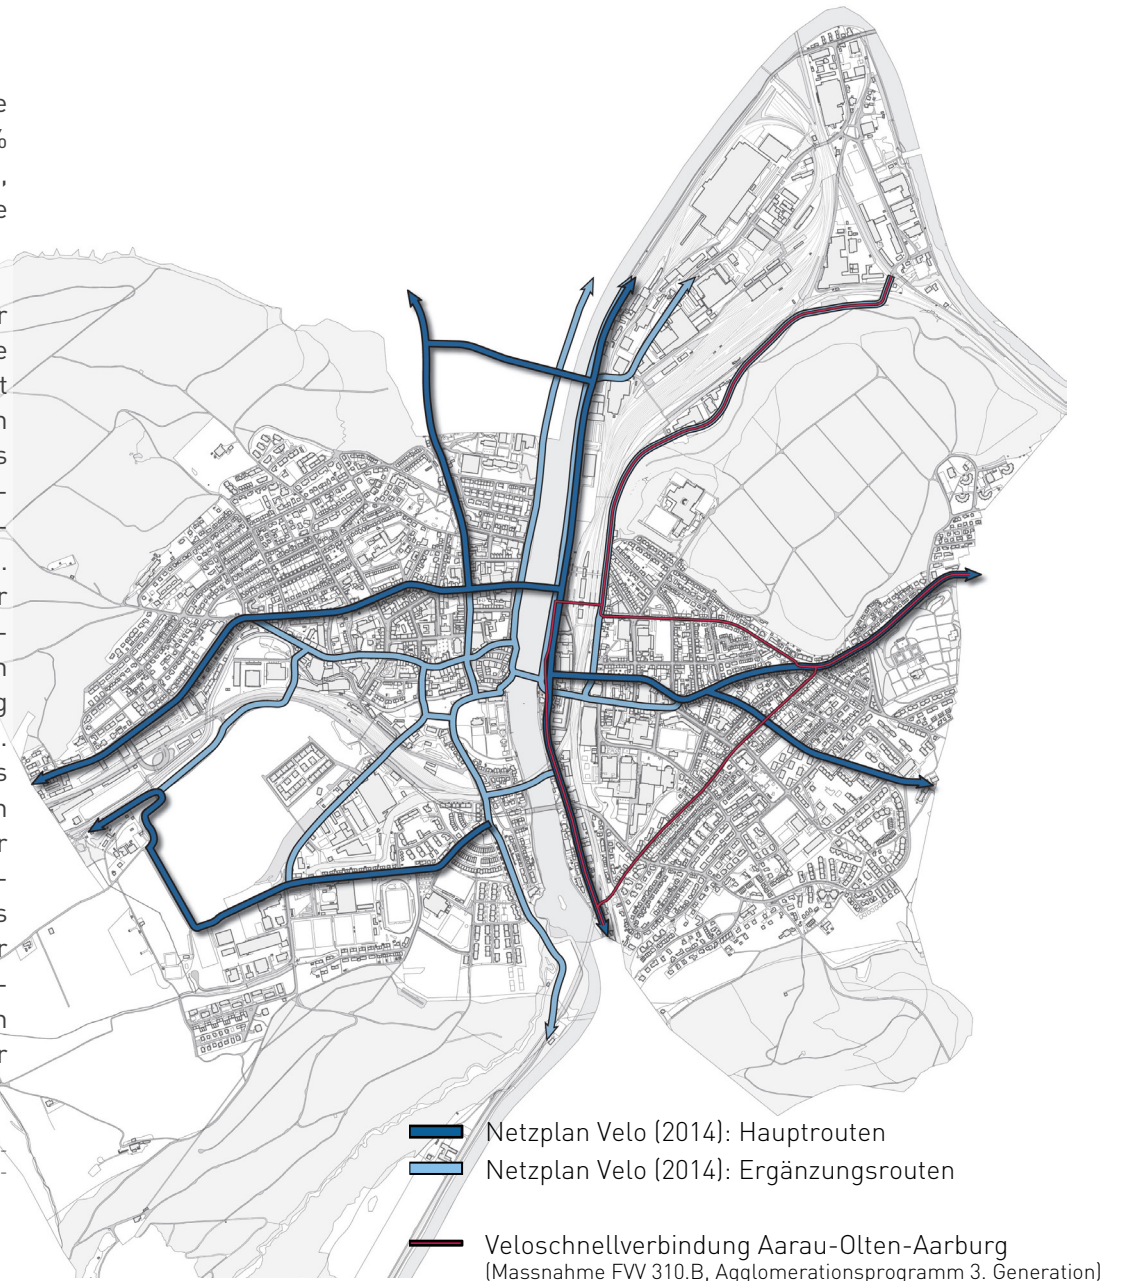 Netzplan Velo (2014): Hauptrouten
Netzplan Velo (2014): Ergänzungsrouten
Veloschnellverbindung Aarau-Olten-Aarburg
(Massnahme FVV 310.B, Agglomerationsprogramm 3. Generation)